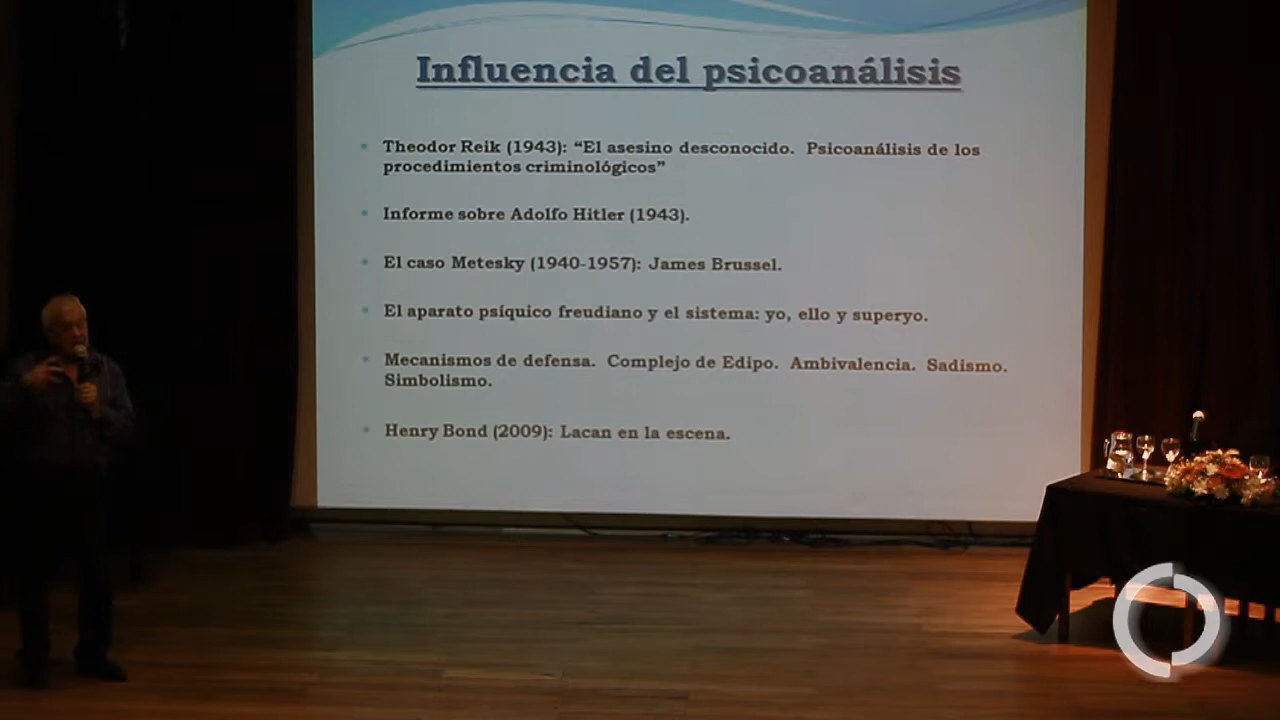 Influencia del psicoanálisis
Theodor Reik (1943): “El asesino desconocido. Psicoanálisis de los
procedimientos criminológicos”
Informe sobre Adolfo Hitler (1943).
El caso Metesky (1940-1957): James Brussel.
El aparato psíquico freudiano y el sistema: yo, ello y superyo.
Mecanismos de defensa. Complejo de Edipo. Ambivalencia. Sadismo.
Simbolismo.
Henry Bond (2009): Lacan en la escena.